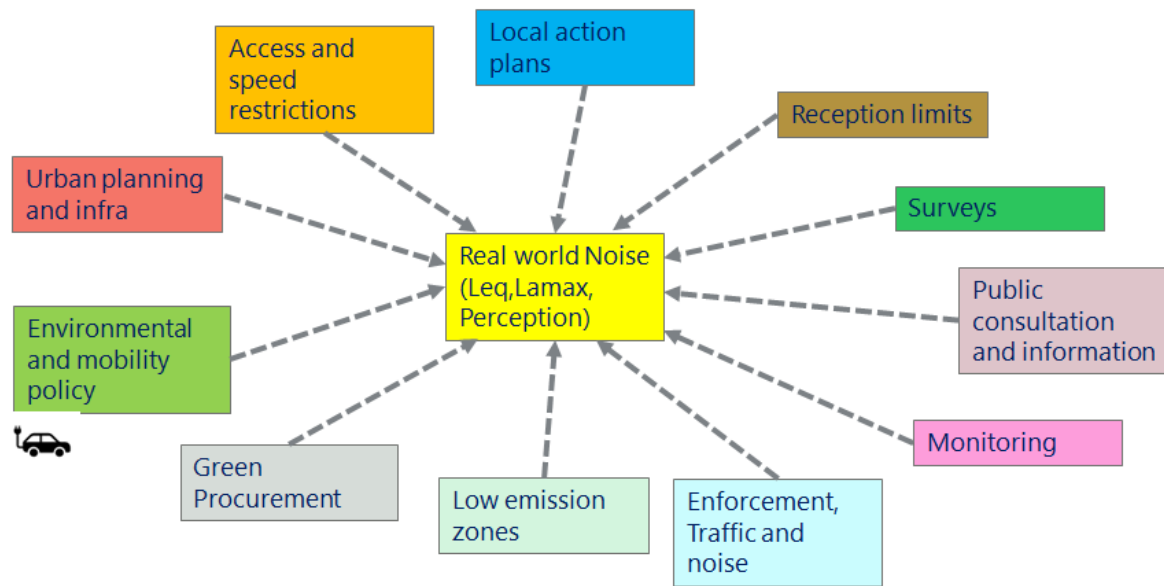 Local action
plans
Access and
speed
restrictions
Reception limits
Urban planning
and infra
Surveys
Real world Noise
(Leq,Lamax,
Perception)
Public
consultation
and information
Environmental
and mobility
policy
Monitoring
Green
Procurement
Low emission
zones
Enforcement,
Traffic and
noise